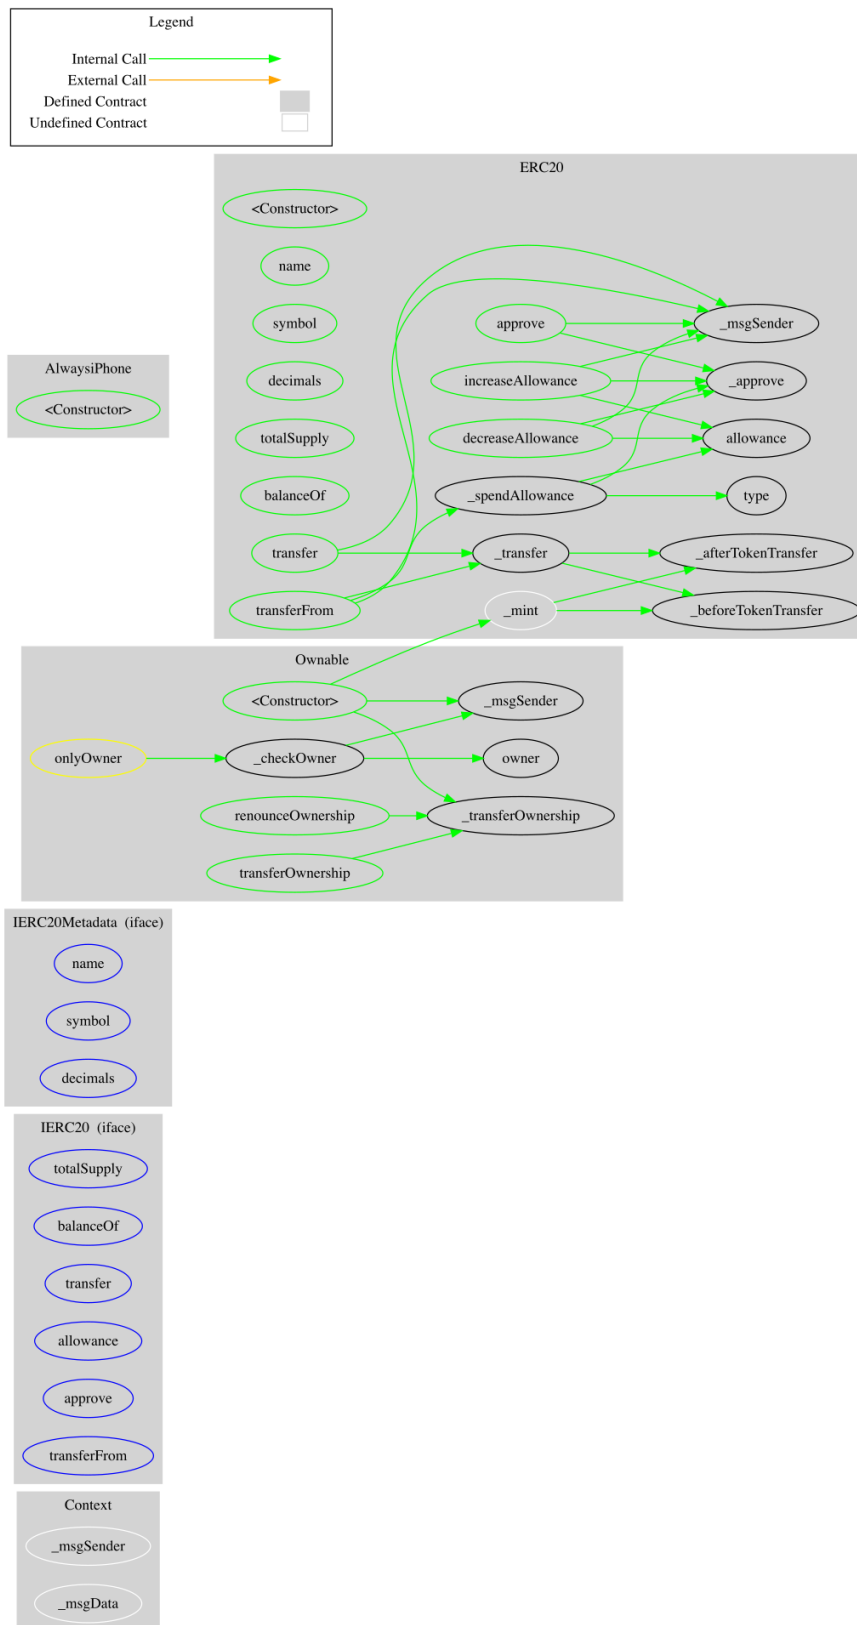 Legend
Internal Call
External Call
Defined Contract
Undefined Contract
ERC20
<Constructor>
name
symbol
decimals
totalSupply
balanceOf
transfer
transferFrom
approve
increaseAllowance
decreaseAllowance
_spendAllowance
_transfer
_mint
_msgSender
_approve
allowance
type
_afterTokenTransfer
_beforeTokenTransfer
AlwaysiPhone
<Constructor>
Ownable
<Constructor>
_msgSender
onlyOwner
_checkOwner
owner
renounceOwnership
_transferOwnership
transferOwnership
IERC20Metadata (iface)
name
symbol
decimals
IERC20 (iface)
totalSupply
balanceOf
transfer
allowance
approve
transferFrom
Context
_msgSender
_msgData